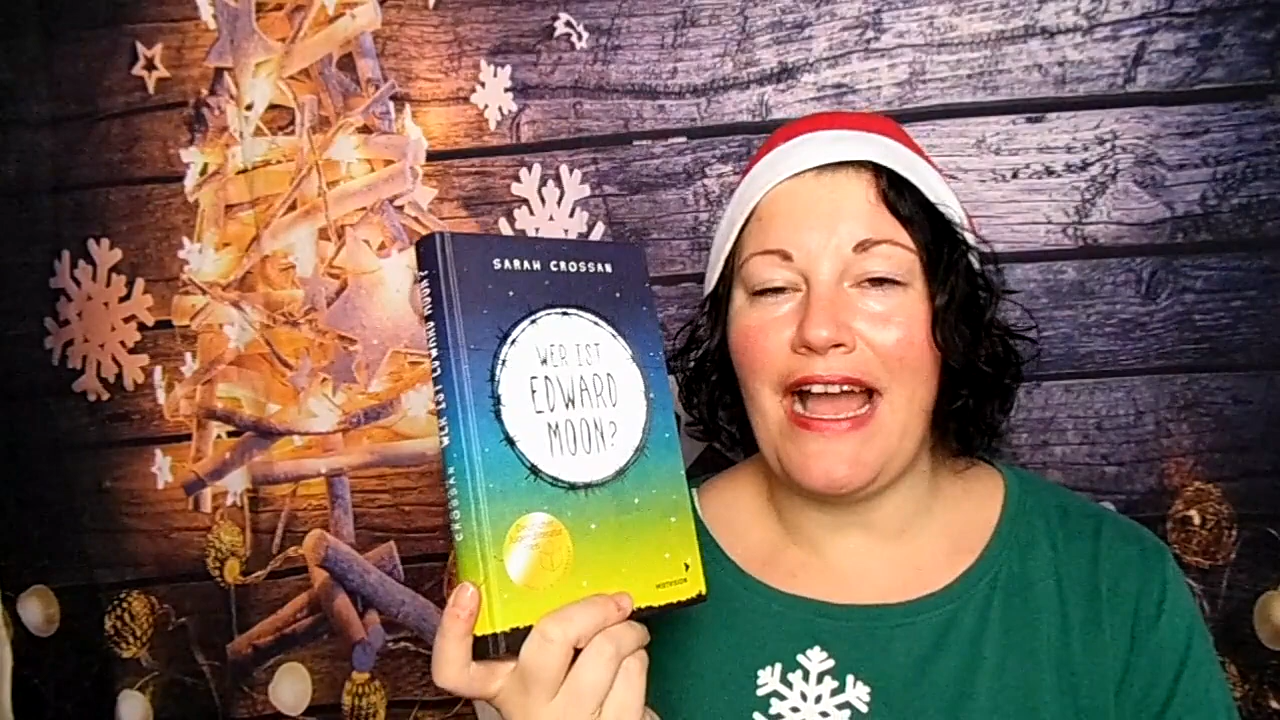 SARAH CROSSAN
WER IST
EDWARD
MOON?
CROSSAN WER IST EDWARD MOON?